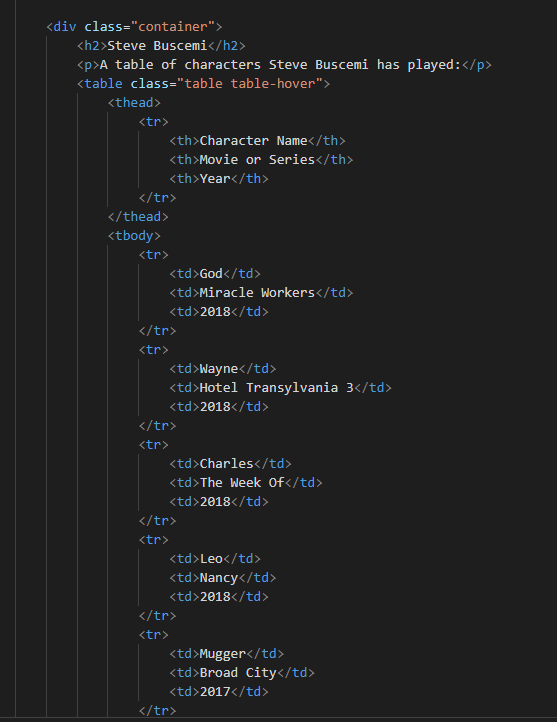 <div class="container">
<h2>Steve Buscemi</h2>
<p>A table of characters Steve Buscemi has played:</p>
<table class="table table-hover">
<thead>
<tr>
<th>Character Name</th>
<th>Movie or Series</th>
<th>Year</th>
</tr>
</thead>
<tbody>
<tr>
<td>God</td>
<td>Miracle Workers</td>
<td>2018</td>
</tr>
<tr>
<td>Wayne</td>
<td>Hotel Transylvania 3</td>
<td>2018</td>
</tr>
<tr>
<td>Charles</td>
<td>The Week Of</td>
<td>2018</td>
</tr>
<tr>
<td>Leo</td>
<td>Nancy</td>
<td>2018</td>
</tr>
<tr>
<td>Mugger</td>
<td>Broad City</td>
<td>2017</td>
</tr>